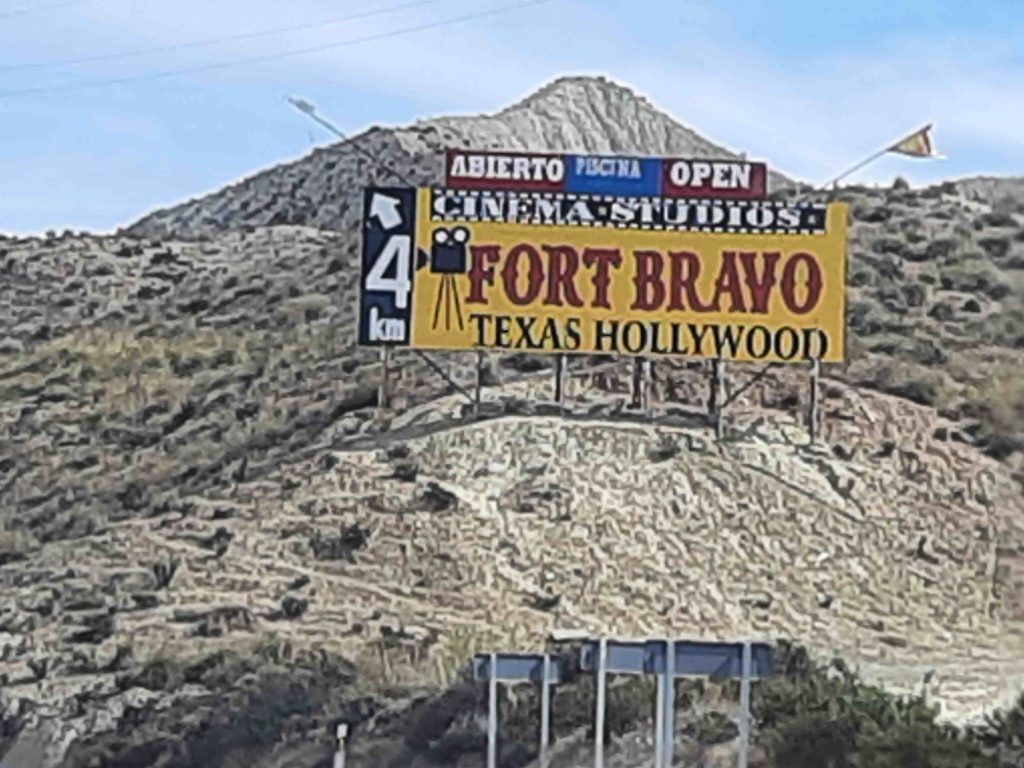 ABIERTO PISCINA OPEN
CINEMA STUDIOS
4
km
FORT BRAVO
TEXAS HOLLYWOOD